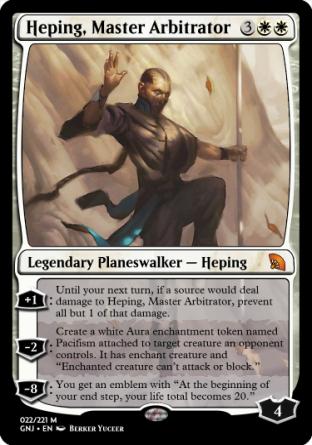 Heping, Master Arbitrator 3
Legendary Planeswalker — Heping
+1: Until your next turn, if a source would deal
damage to Heping, Master Arbitrator, prevent
all but 1 of that damage.
Create a white Aura enchantment token named
-2: Pacifism attached to target creature an opponent
controls. It has enchant creature and
"Enchanted creature can't attack or block."
-8: You get an emblem with "At the beginning of
your end step, your life total becomes 20."
4
022/221 M
GNJ • EN Berker Yuceer